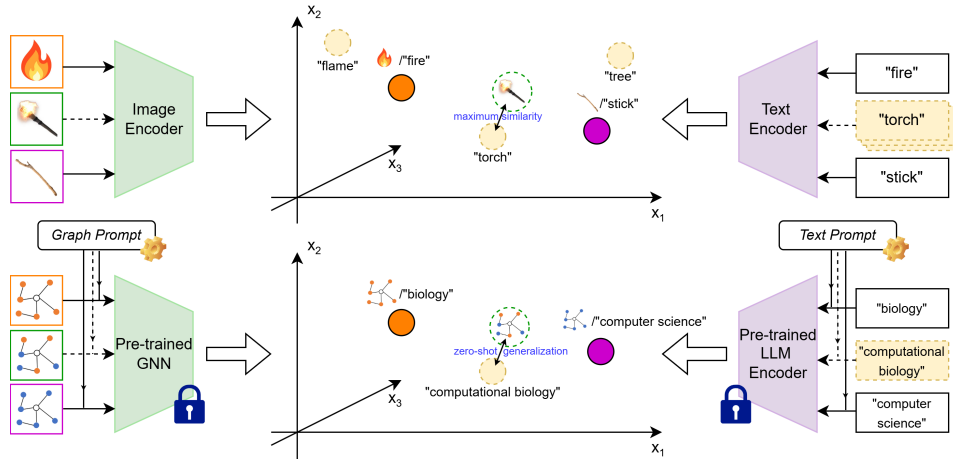 x2
"flame"
/"fire"
"tree"
Image
Encoder
/"stick"
maximum similarity
"torch"
x3
x1
Text
Encoder
"fire"
"torch"
"stick"
Graph Prompt
Text Prompt
x2
/"biology"
/"computer science"
zero-shot generalization
"computational biology"
x3
x1
Pre-trained
GNN
Pre-trained
LLM
Encoder
"biology"
"computational
biology"
"computer
science"